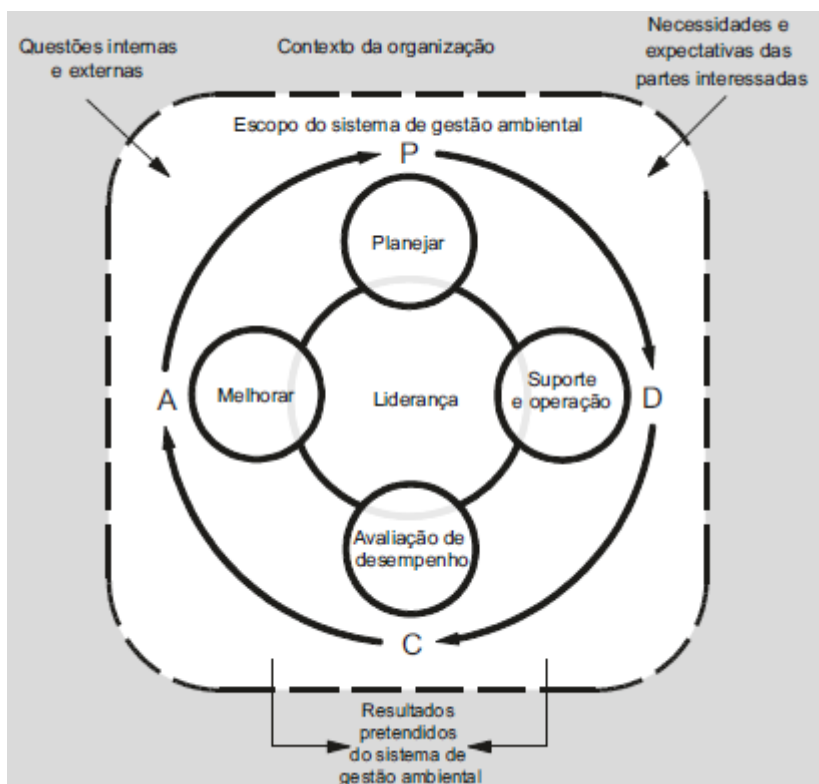 Questões internas
e externas
Contexto da organização
Necessidades e
expectativas das
partes interessadas
Escopo do sistema de gestão ambiental
P
Planejar
A
Melhorar
Liderança
Suporte
e operação
D
Avaliação de
desempenho
C
Resultados
pretendidos
do sistema de
gestão ambiental